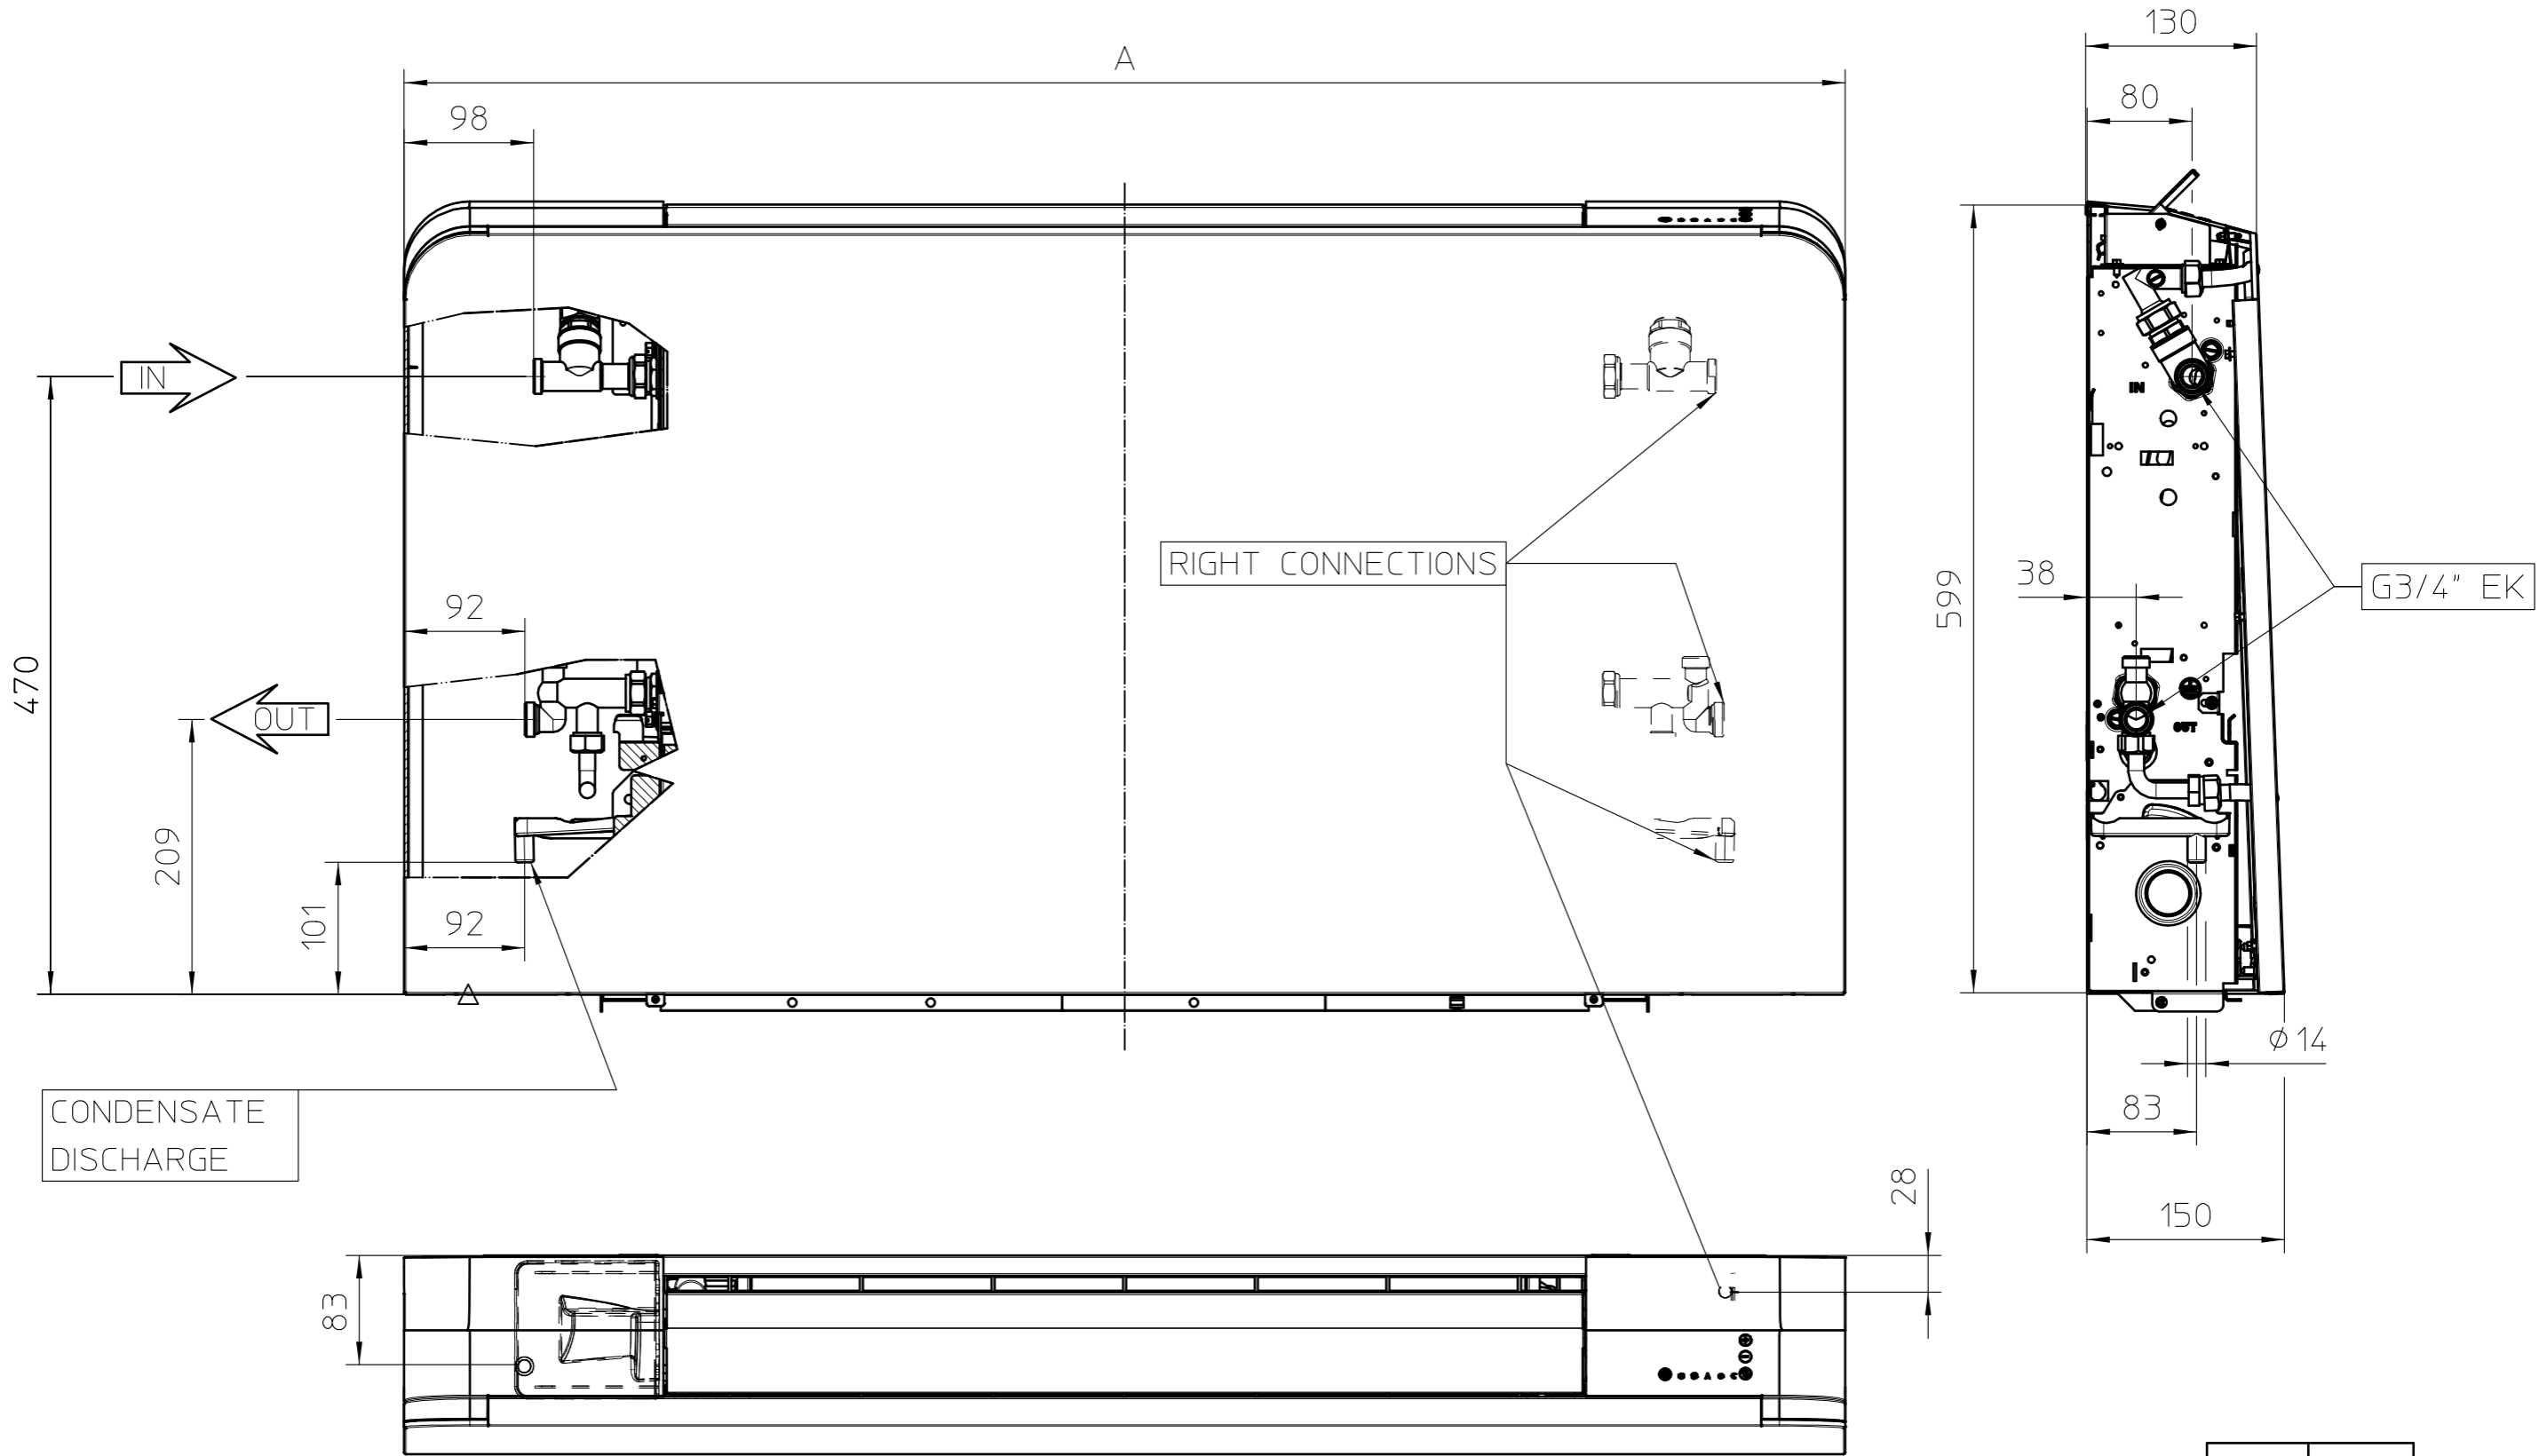 A
130
98
80
IN
IN
RIGHT CONNECTIONS
38
G3/4" EK
599
92
470
OUT
OUT
209
101
92
Ø 14
83
CONDENSATE
DISCHARGE
28
150
83